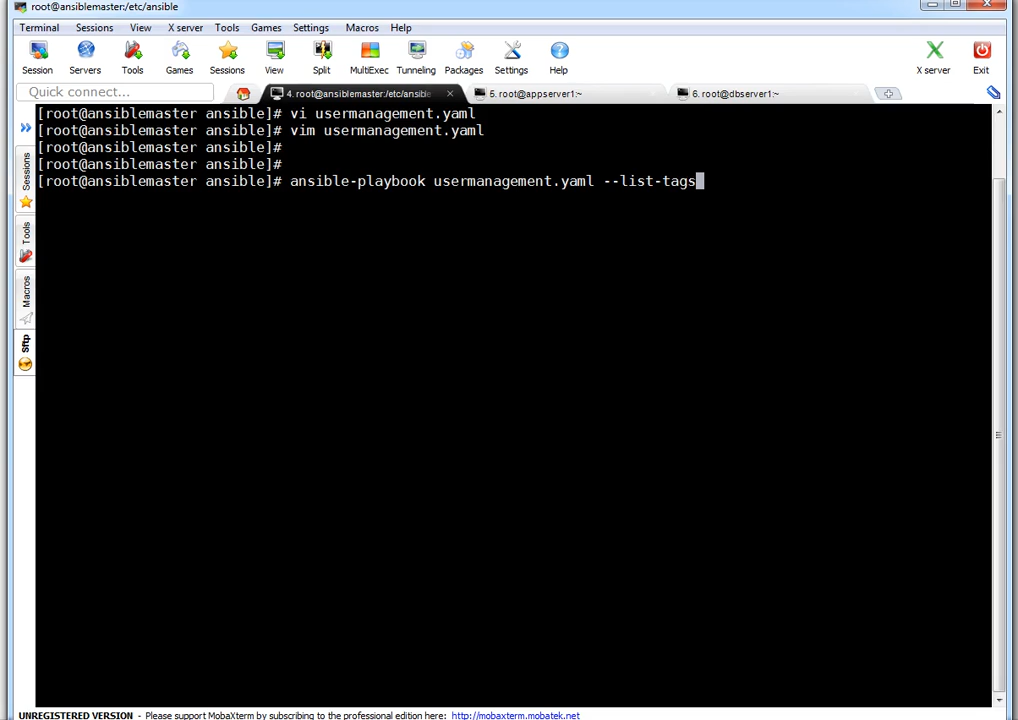 root@ansiblemaster:/etc/ansible
Terminal Sessions View X server Tools Games Settings Macros Help
Session Servers Tools Games Sessions View Split MultiExec Tunneling Packages Settings Help X server Exit
Quick connect... 4. root@ansiblemaster:/etc/ansible 5. root@appserver1:~ 6. root@dbserver1:~
[root@ansiblemaster ansible]# vi usermanagement.yaml
[root@ansiblemaster ansible]# vim usermanagement.yaml
[root@ansiblemaster ansible]#
[root@ansiblemaster ansible]#
[root@ansiblemaster ansible]# ansible-playbook usermanagement.yaml --list-tags
Sessions
Tools
Macros
Sftp
UNREGISTERED VERSION - Please support MobaXterm by subscribing to the professional edition here: http://mobaxterm.mobatek.net